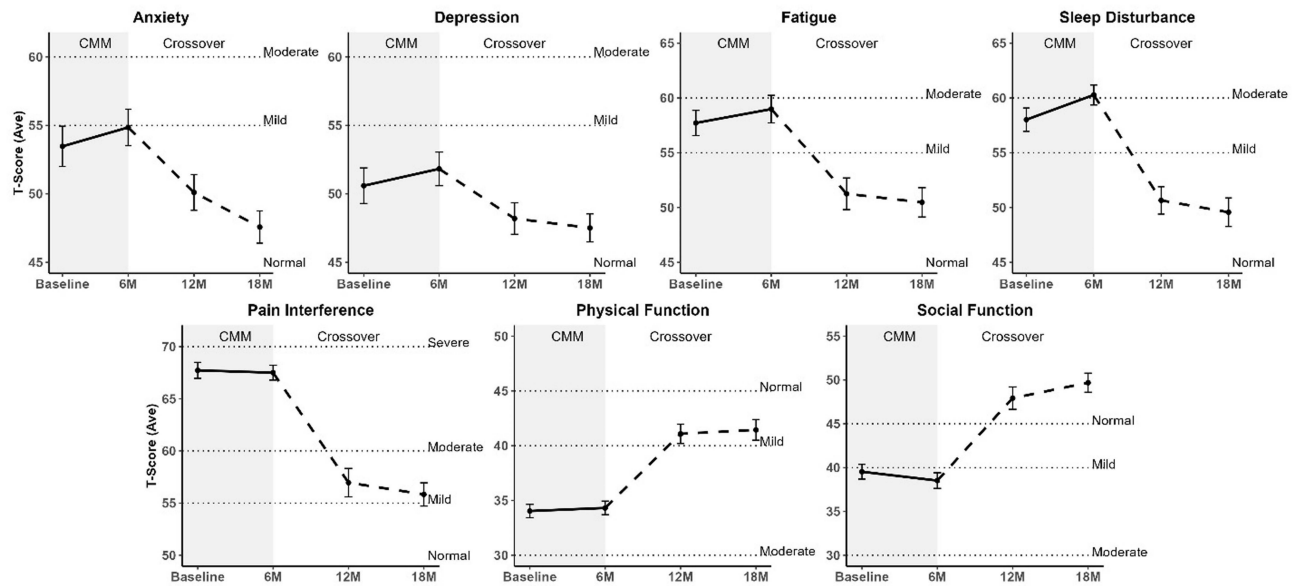 Anxiety
CMM
Crossover
Moderate
Mild
Normal
T-Score (Ave)
60
55
50
45
Baseline
6M
12M
18M
Depression
CMM
Crossover
Moderate
Mild
Normal
60
55
50
45
Baseline
6M
12M
18M
Fatigue
CMM
Crossover
Moderate
Mild
Normal
65
60
55
50
45
Baseline
6M
12M
18M
Sleep Disturbance
CMM
Crossover
Moderate
Mild
Normal
65
60
55
50
45
Baseline
6M
12M
18M
Pain Interference
CMM
Crossover
Severe
Moderate
Mild
Normal
T-Score (Ave)
70
65
60
55
50
Baseline
6M
12M
18M
Physical Function
CMM
Crossover
Normal
Mild
Moderate
50
45
40
35
30
Baseline
6M
12M
18M
Social Function
CMM
Crossover
Normal
Mild
Moderate
55
50
45
40
35
30
Baseline
6M
12M
18M